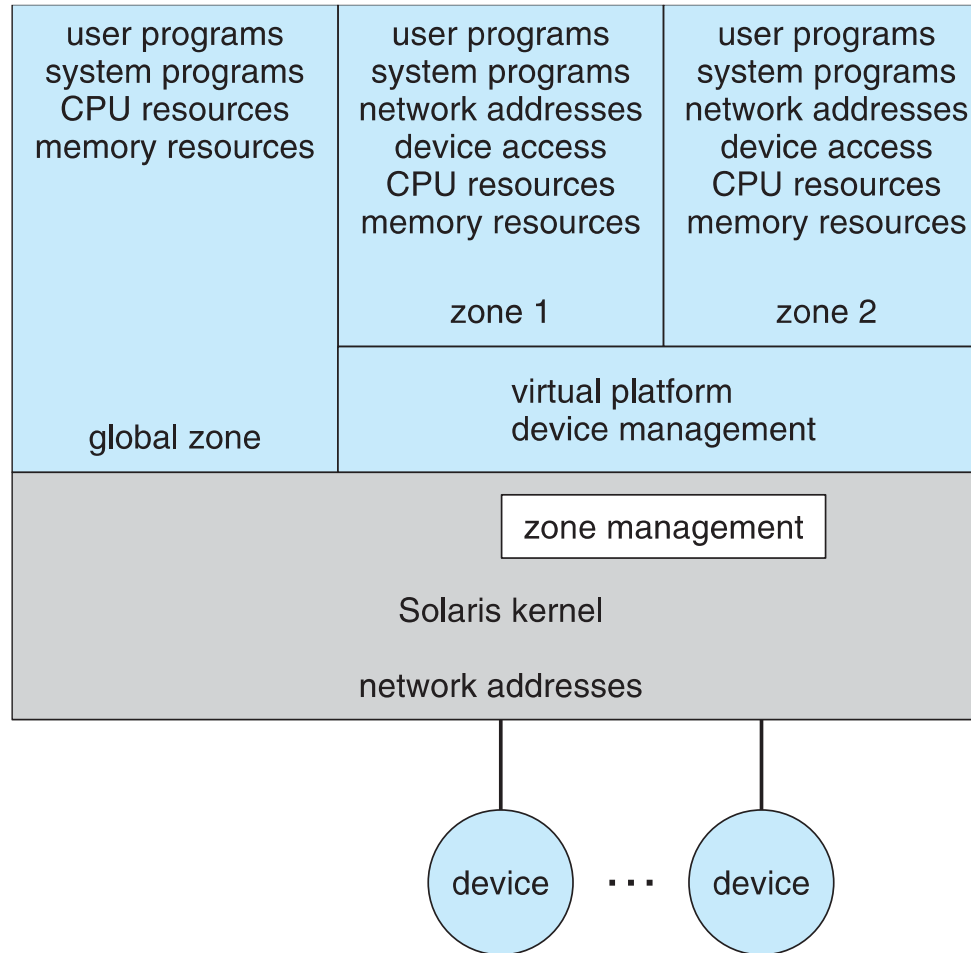 user programs
system programs
CPU resources
memory resources
global zone
user programs
system programs
network addresses
device access
CPU resources
memory resources
zone 1
user programs
system programs
network addresses
device access
CPU resources
memory resources
zone 2
virtual platform
device management
zone management
Solaris kernel
network addresses
device
...
device